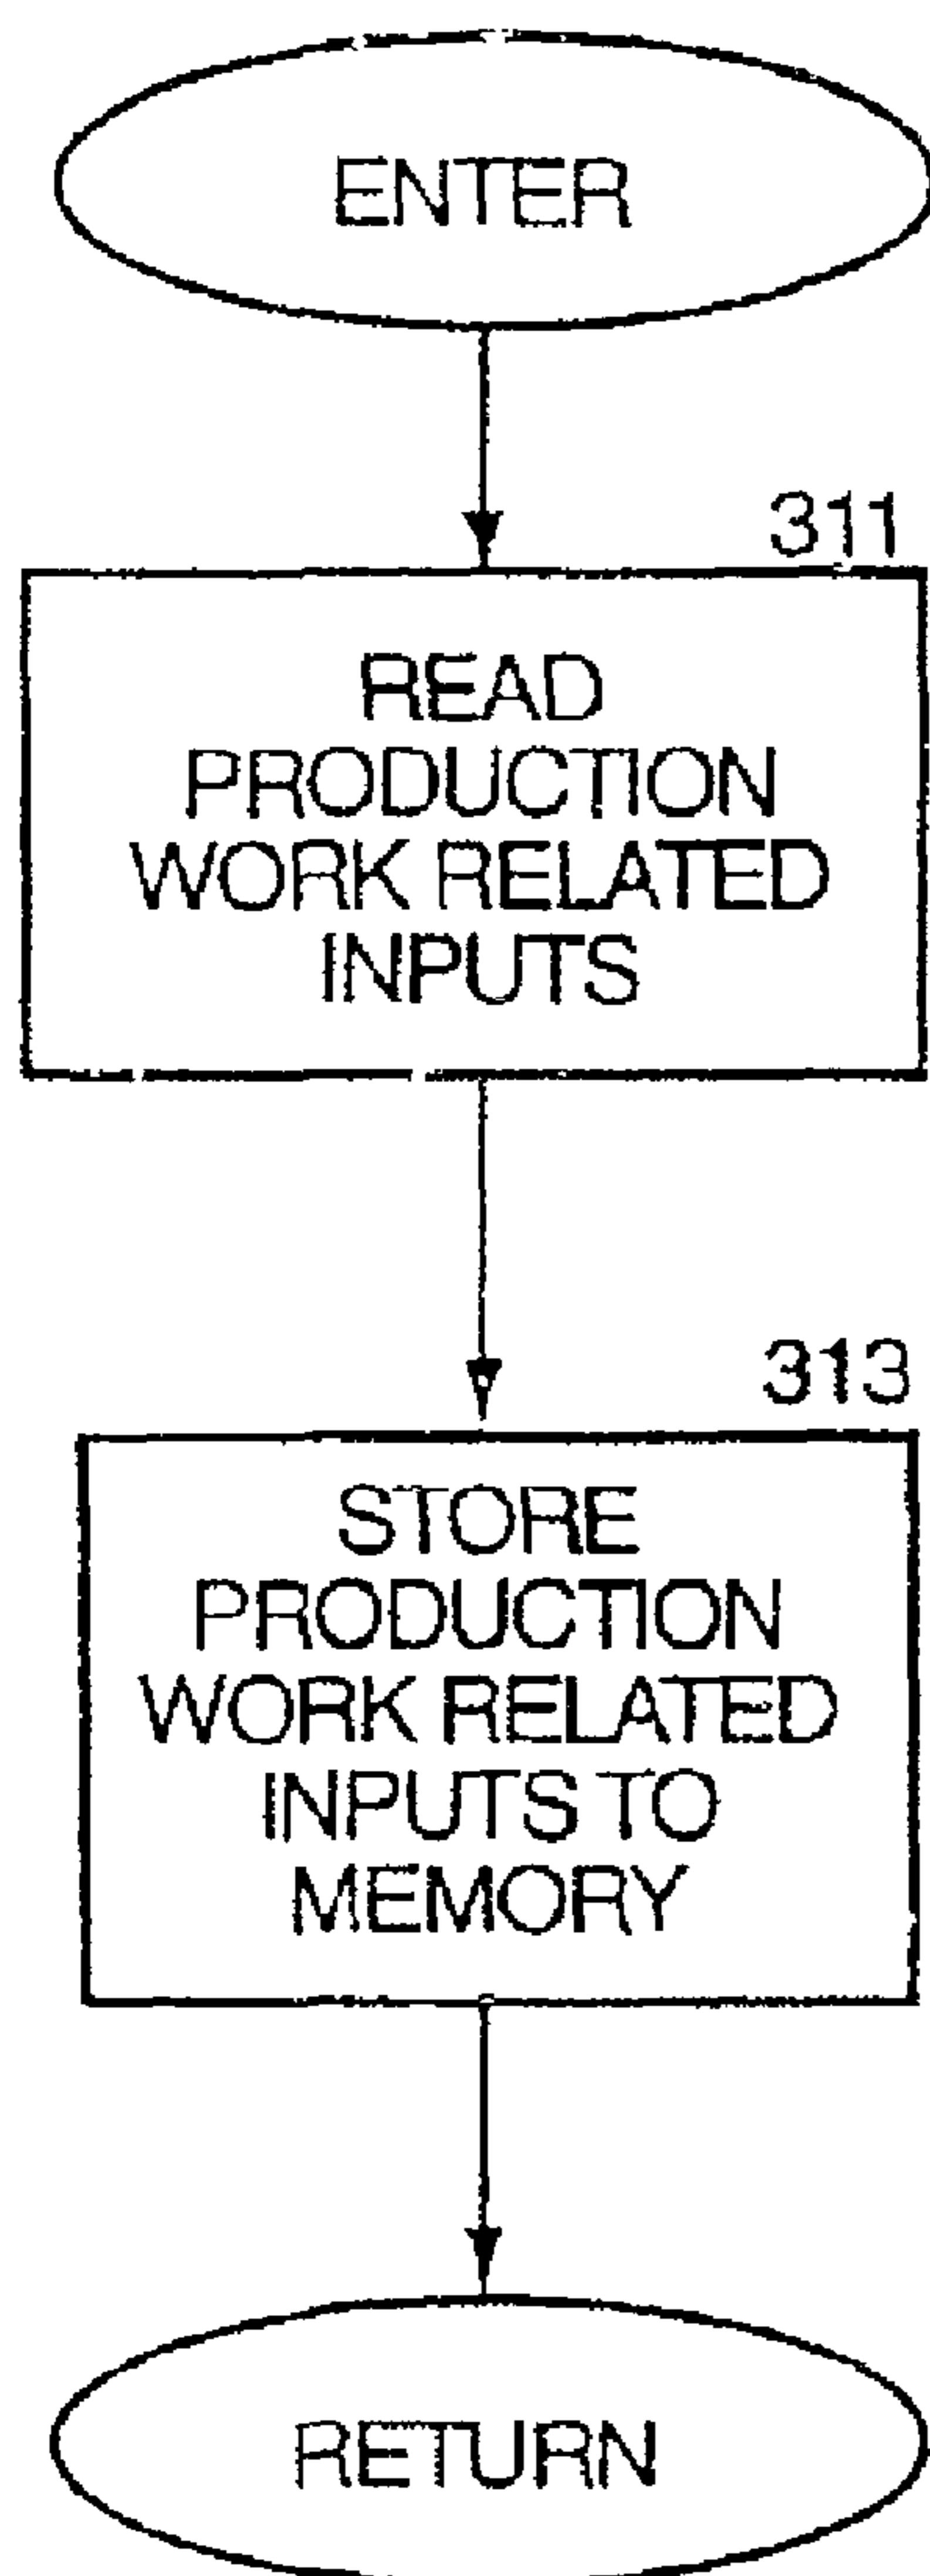 ENTER
311
READ
PRODUCTION
WORK RELATED
INPUTS
313
STORE
PRODUCTION
WORK RELATED
INPUTS TO
MEMORY
RETURN